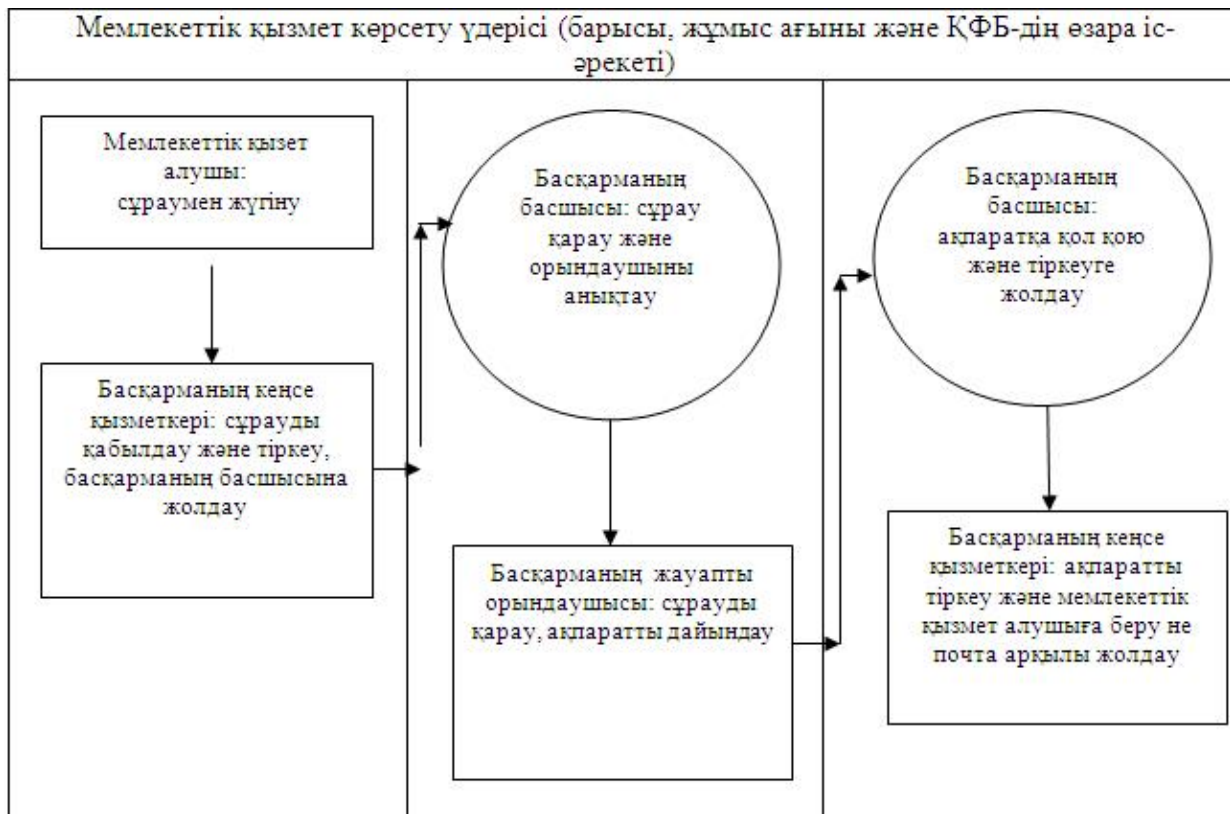 Мемлекеттік қызмет көрсету үдерісі (барысы, жұмыс ағыны және ҚФБ-дің өзара іс-
әрекеті)
Мемлекеттік қызет
алушы:
сұраумен жүгіну
Басқарманың кеңсе
қызметкері: сұрауды
қабылдау және тіркеу,
басқарманың басшысына
жолдау
Басқарманың
басшысы: сұрау
қарау және
орындаушыны
анықтау
Басқарманың жауапты
орындаушысы: сұрауды
қарау, ақпаратты дайындау
Басқарманың
басшысы:
ақпаратқа қол қою
және тіркеуге
жолдау
Басқарманың кеңсе
қызметкері: ақпаратты
тіркеу және мемлекеттік
қызмет алушыға беру не
почта арқылы жолдау